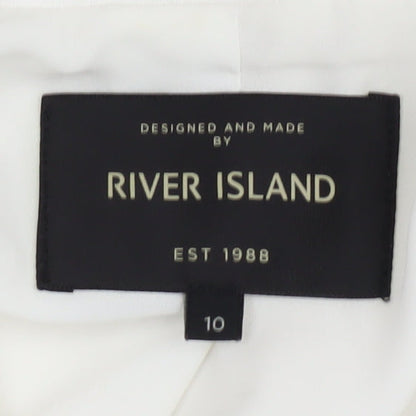 DESIGNED AND MADE
BY
RIVER ISLAND
EST 1988
10